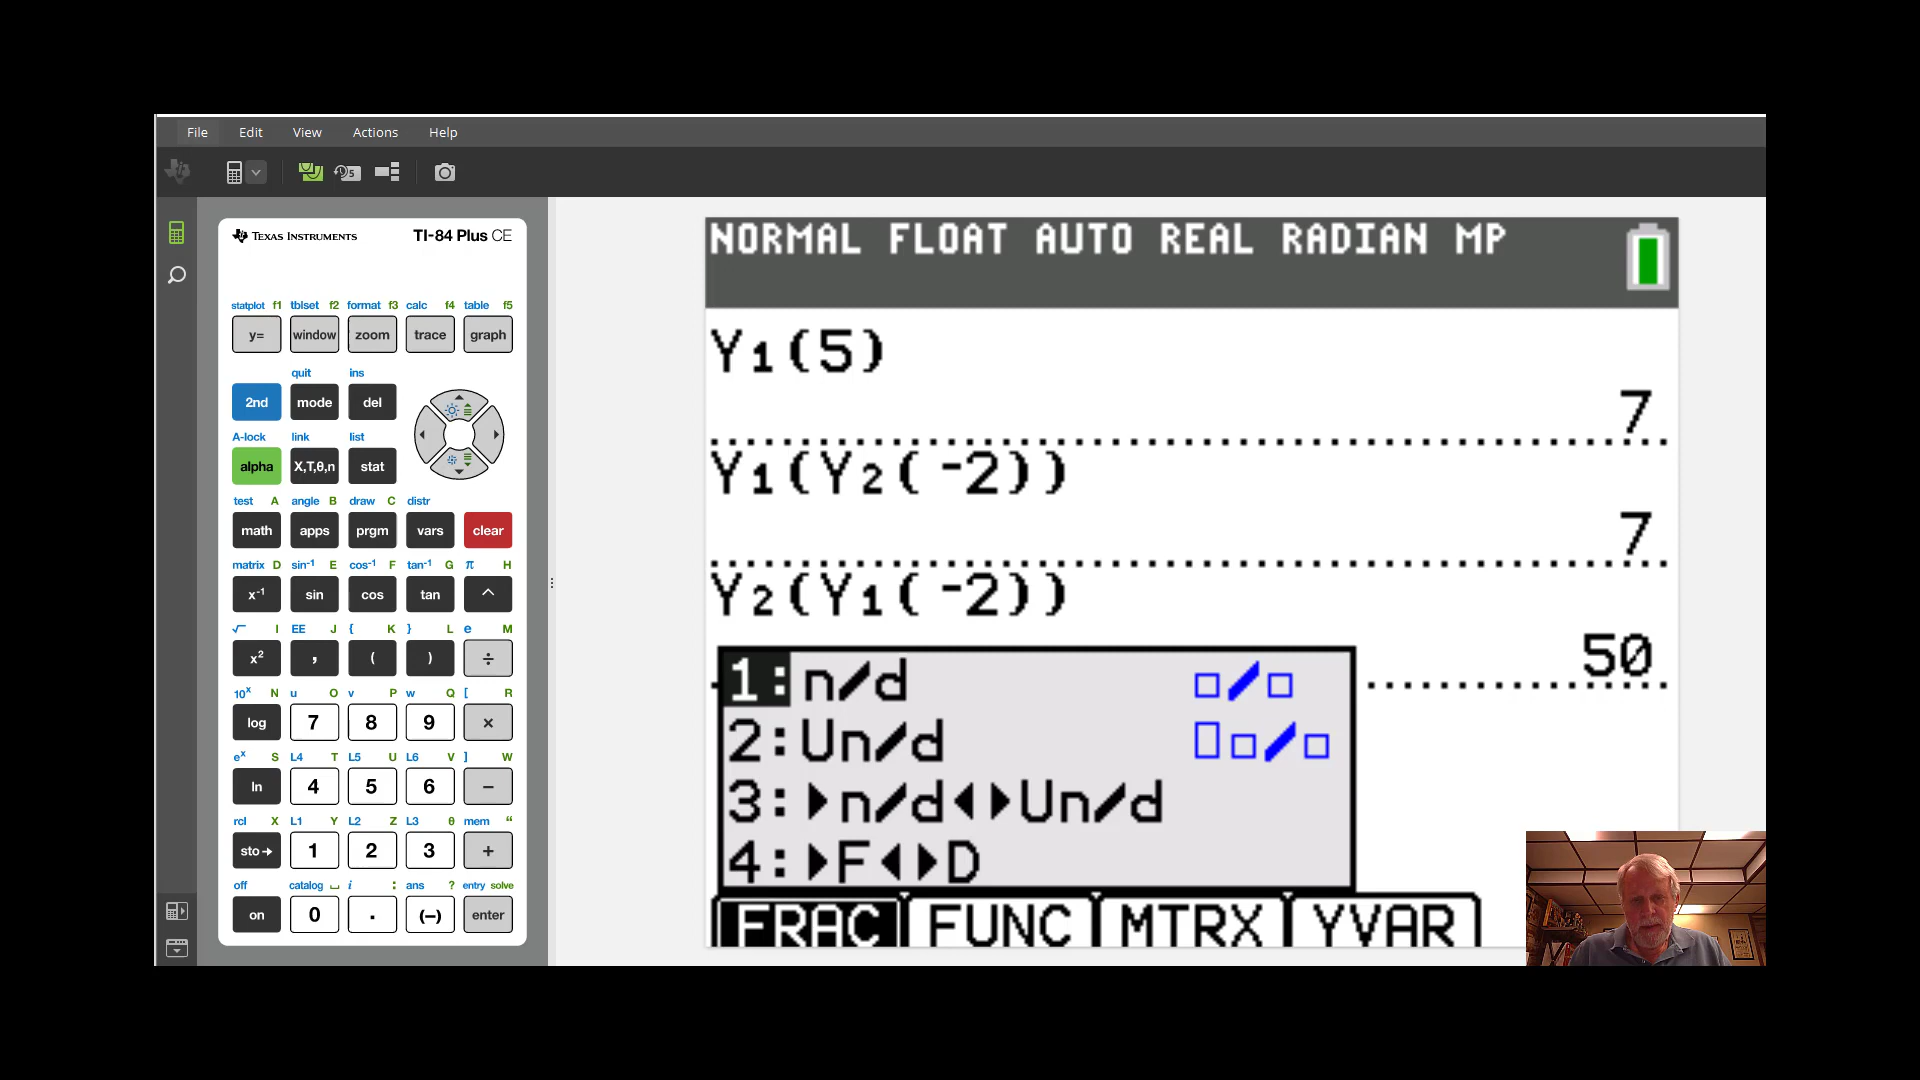 File Edit View Actions Help
TEXAS INSTRUMENTS TI-84 Plus CE
statplot f1 tblset f2 format f3 calc f4 table f5
y= window zoom trace graph
quit ins
2nd mode del
A-lock link list
alpha X,T,θ,n stat
test A angle B draw C distr
math apps prgm vars clear
matrix D sin⁻¹ E cos⁻¹ F tan⁻¹ G π H
x⁻¹ sin cos tan ^
√ I EE J { K } L e M
x² , ( ) ÷
10ˣ N u O v P w Q [ R
log 7 8 9 ×
eˣ S L4 T L5 U L6 V ] W
ln 4 5 6 −
rcl X L1 Y L2 Z L3 θ mem “
sto→ 1 2 3 +
off catalog ⎵ i : ans ? entry solve
on 0 . (–) enter
NORMAL FLOAT AUTO REAL RADIAN MP
Y₁(5)
7
Y₁(Y₂(⁻2))
7
Y₂(Y₁(⁻2))
50
1:n/d □/□
2:Un/d □□/□
3:▶n/d◀▶Un/d
4:▶F◀▶D
FRAC FUNC MTRX YVAR